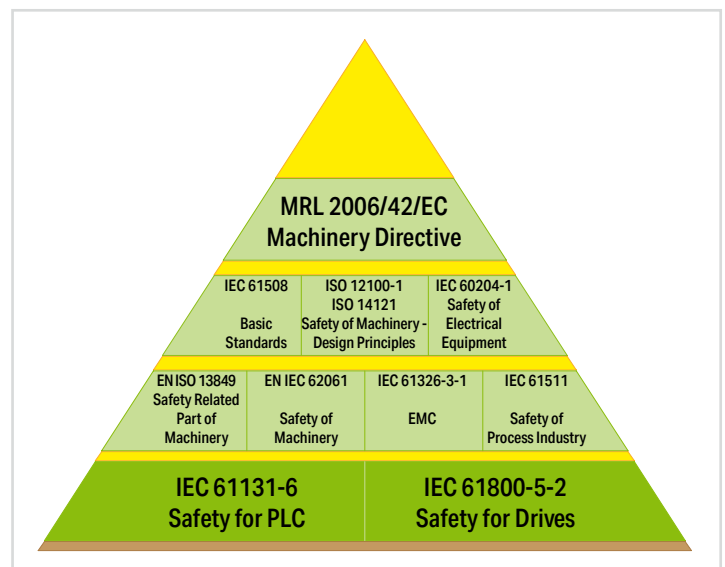 MRL 2006/42/EC
Machinery Directive
IEC 61508
Basic
Standards
ISO 12100-1
ISO 14121
Safety of Machinery -
Design Principles
IEC 60204-1
Safety of
Electrical
Equipment
EN ISO 13849
Safety Related
Part of
Machinery
EN IEC 62061
Safety of
Machinery
IEC 61326-3-1
EMC
IEC 61511
Safety of
Process Industry
IEC 61131-6
Safety for PLC
IEC 61800-5-2
Safety for Drives